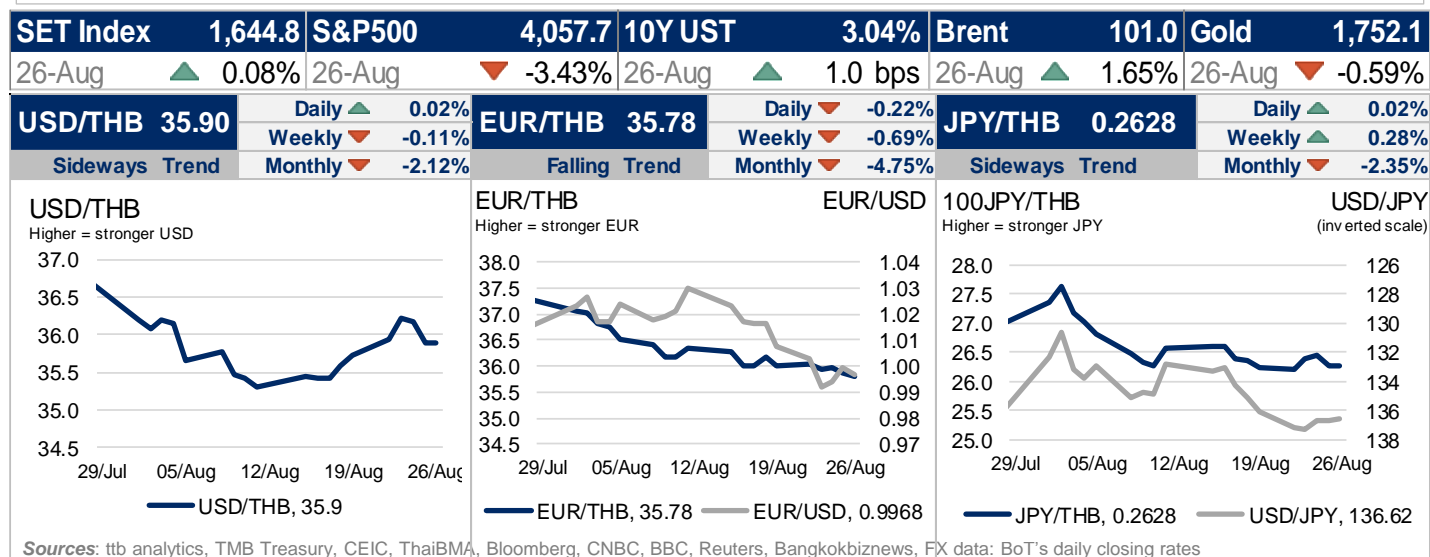 SET Index 1,644.8 S&P500 4,057.7 10Y UST 3.04% Brent 101.0 Gold 1,752.1
26-Aug 0.08% 26-Aug -3.43% 26-Aug 1.0 bps 26-Aug 1.65% 26-Aug -0.59%
USD/THB 35.90
Daily 0.02%
Weekly -0.11%
Sideways Trend Monthly -2.12%
EUR/THB 35.78
Daily -0.22%
Weekly -0.69%
Falling Trend Monthly -4.75%
JPY/THB 0.2628
Daily 0.02%
Weekly 0.28%
Sideways Trend Monthly -2.35%
USD/THB
Higher = stronger USD
37.0
36.5
36.0
35.5
35.0
34.5
29/Jul 05/Aug 12/Aug 19/Aug 26/Aug
USD/THB, 35.9
EUR/THB EUR/USD
Higher = stronger EUR
38.0 1.04
37.5 1.03
37.0 1.02
36.5 1.01
36.0 1.00
35.5 0.99
35.0 0.98
34.5 0.97
29/Jul 05/Aug 12/Aug 19/Aug 26/Aug
EUR/THB, 35.78 EUR/USD, 0.9968
100JPY/THB USD/JPY
Higher = stronger JPY (inverted scale)
28.0 126
27.5 128
27.0 130
26.5 132
26.0 134
25.5 136
25.0 138
29/Jul 05/Aug 12/Aug 19/Aug 26/Aug
JPY/THB, 0.2628 USD/JPY, 136.62
Sources: ttb analytics, TMB Treasury, CEIC, ThaiBMA, Bloomberg, CNBC, BBC, Reuters, Bangkokbiznews, FX data: BoT's daily closing rates